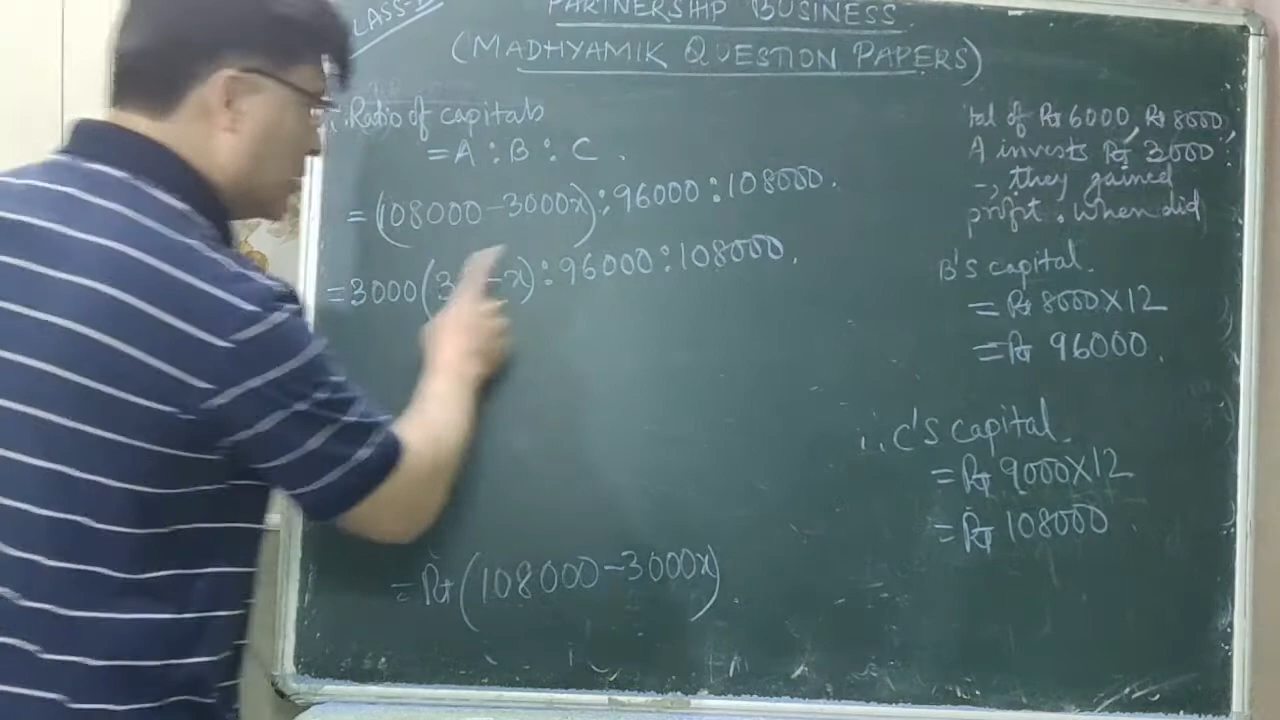 LASS-
PARTNERSHIP BUSINESS
(MADHYAMIK QUESTION PAPERS)
∴ Ratio of capitals
= A : B : C .
= (108000 - 3000x) : 96000 : 108000 .
= 3000 (3 - x) : 96000 : 108000 .
= Rs (108000 - 3000x)
tal of Rs 6000, Rs 8000,
A invests Rs 3000
they gained
profit. When did
B's capital.
= Rs 8000 X 12
= Rs 96000 .
∴ C's capital.
= Rs 9000 X 12
= Rs 108000